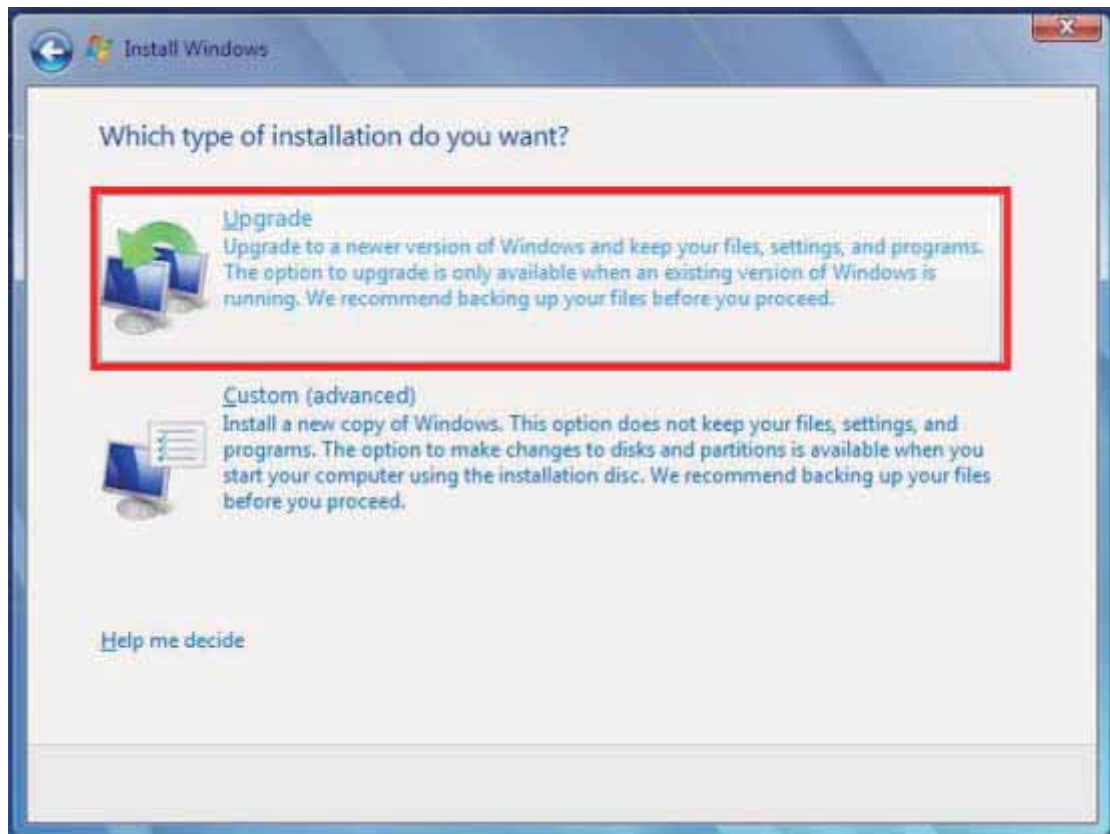 Install Windows
Which type of installation do you want?
Upgrade
Upgrade to a newer version of Windows and keep your files, settings, and programs.
The option to upgrade is only available when an existing version of Windows is
running. We recommend backing up your files before you proceed.
Custom (advanced)
Install a new copy of Windows. This option does not keep your files, settings, and
programs. The option to make changes to disks and partitions is available when you
start your computer using the installation disc. We recommend backing up your files
before you proceed.
Help me decide